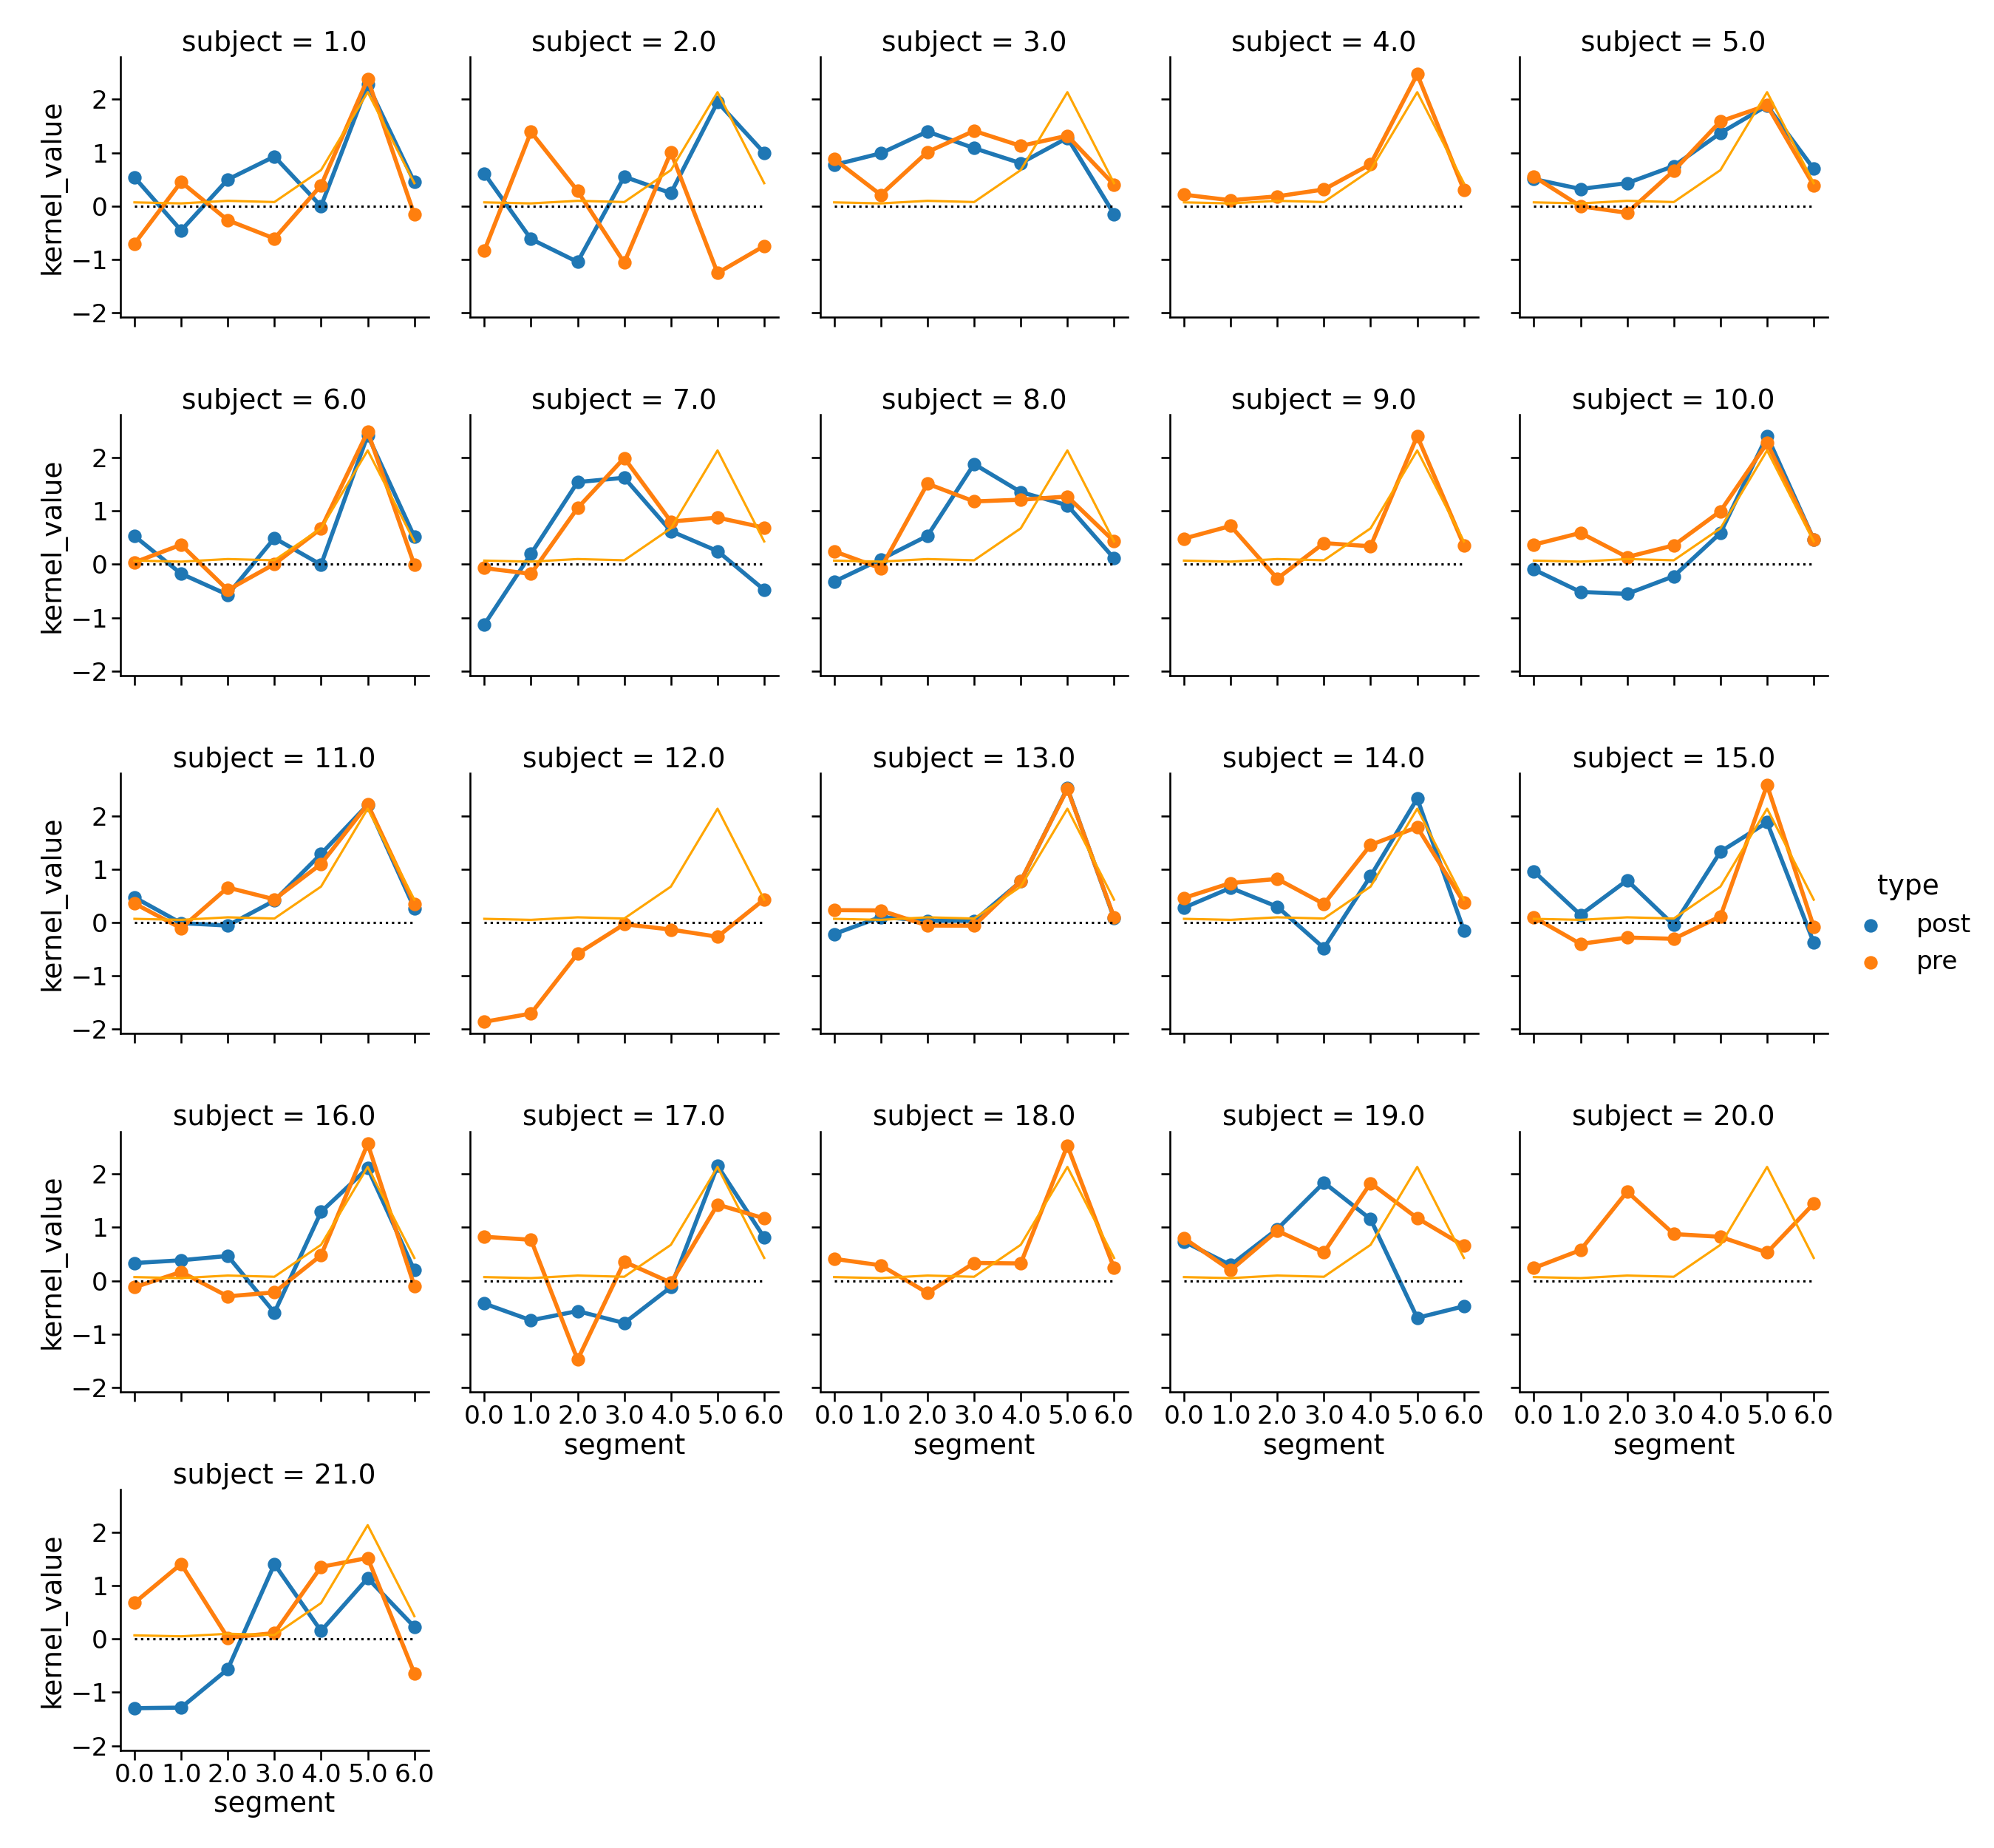 subject = 1.0 subject = 2.0 subject = 3.0 subject = 4.0 subject = 5.0
kernel_value
2
1
0
−1
−2
subject = 6.0 subject = 7.0 subject = 8.0 subject = 9.0 subject = 10.0
kernel_value
2
1
0
−1
−2
subject = 11.0 subject = 12.0 subject = 13.0 subject = 14.0 subject = 15.0
kernel_value
2
1
0
−1
−2
type
post
pre
subject = 16.0 subject = 17.0 subject = 18.0 subject = 19.0 subject = 20.0
kernel_value
2
1
0
−1
−2
0.0 1.0 2.0 3.0 4.0 5.0 6.0 0.0 1.0 2.0 3.0 4.0 5.0 6.0 0.0 1.0 2.0 3.0 4.0 5.0 6.0 0.0 1.0 2.0 3.0 4.0 5.0 6.0
segment segment segment segment
subject = 21.0
kernel_value
2
1
0
−1
−2
0.0 1.0 2.0 3.0 4.0 5.0 6.0
segment